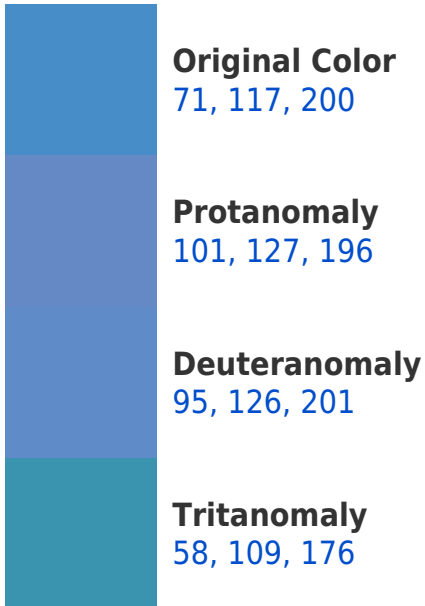 Original Color
71, 117, 200
Protanomaly
101, 127, 196
Deuteranomaly
95, 126, 201
Tritanomaly
58, 109, 176